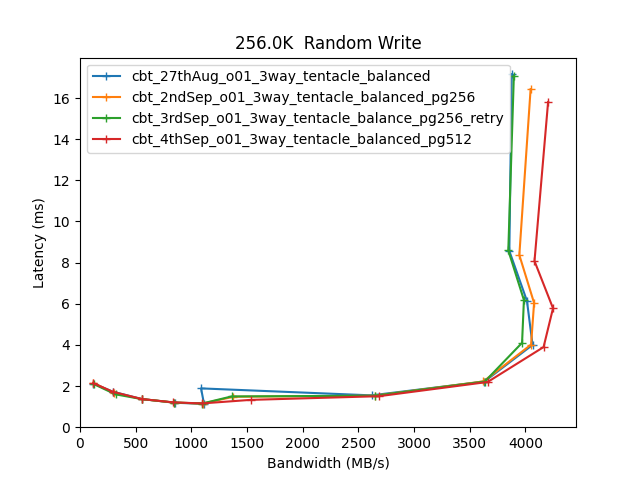 256.0K  Random Write
cbt_27thAug_o01_3way_tentacle_balanced
cbt_2ndSep_o01_3way_tentacle_balanced_pg256
cbt_3rdSep_o01_3way_tentacle_balance_pg256_retry
cbt_4thSep_o01_3way_tentacle_balanced_pg512
Latency (ms)
16
14
12
10
8
6
4
2
0
0 500 1000 1500 2000 2500 3000 3500 4000
Bandwidth (MB/s)